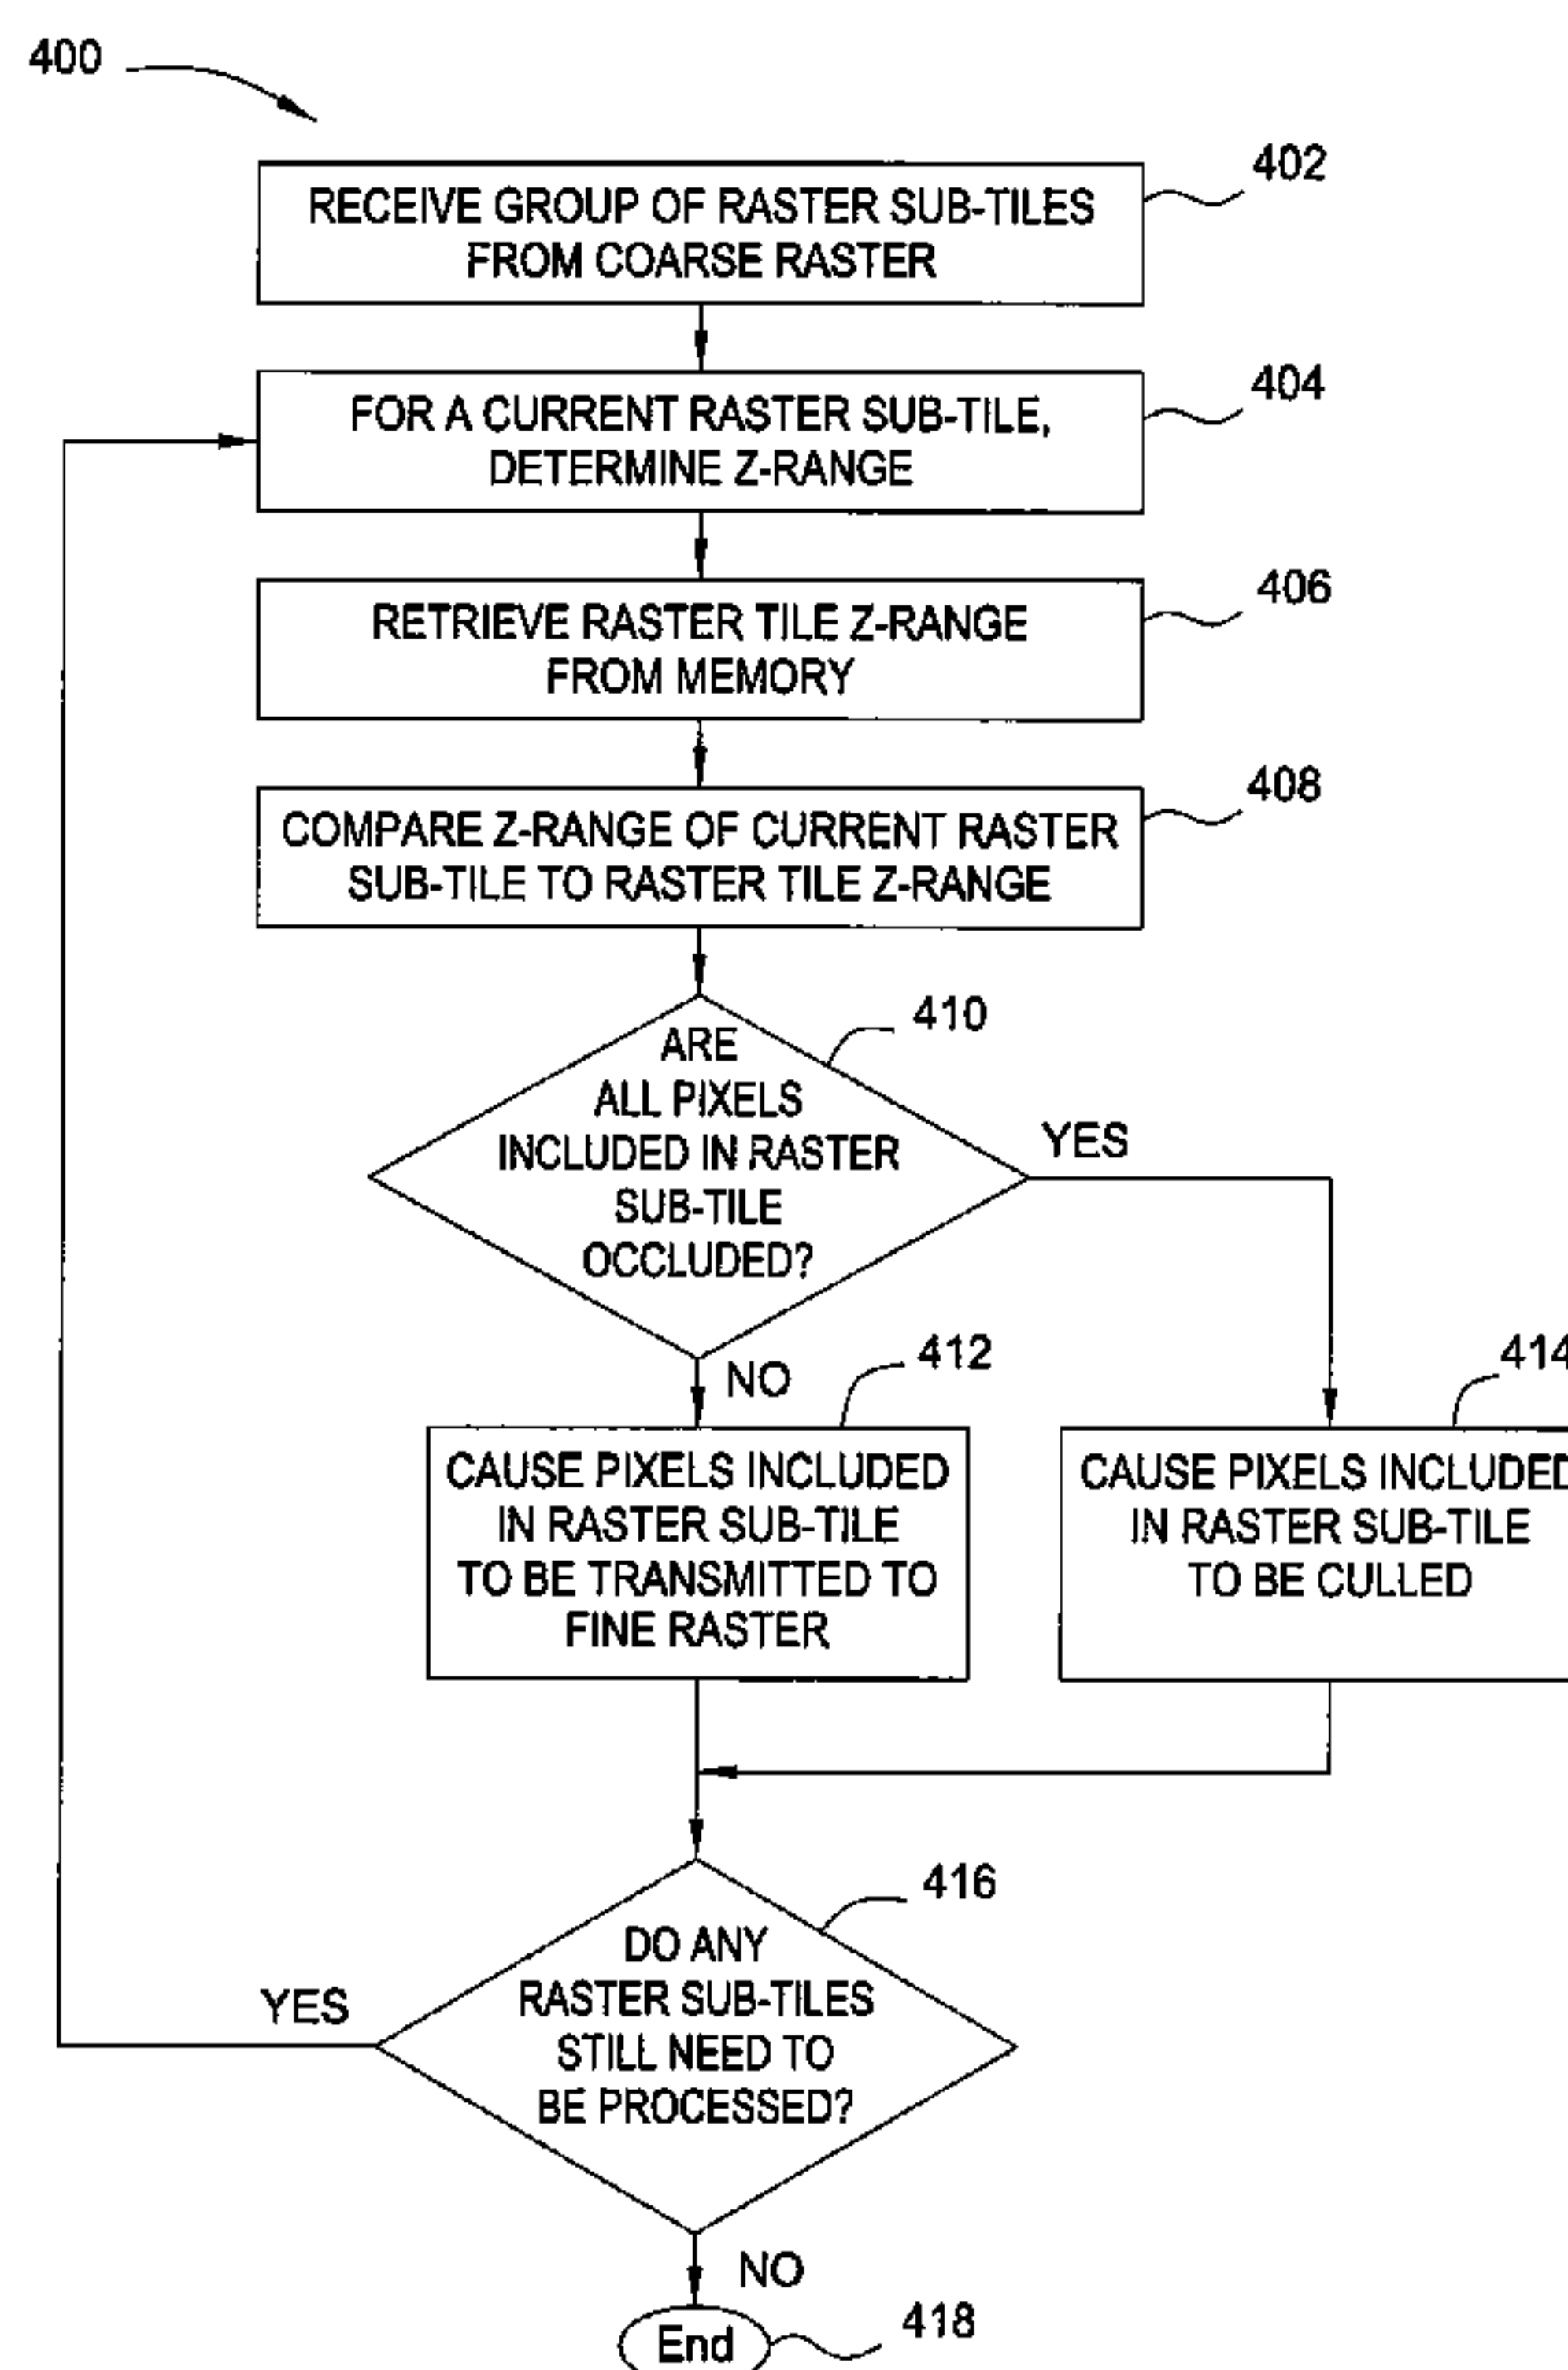 400
402
RECEIVE GROUP OF RASTER SUB-TILES
FROM COARSE RASTER
404
FOR A CURRENT RASTER SUB-TILE,
DETERMINE Z-RANGE
406
RETRIEVE RASTER TILE Z-RANGE
FROM MEMORY
408
COMPARE Z-RANGE OF CURRENT RASTER
SUB-TILE TO RASTER TILE Z-RANGE
410
ARE
ALL PIXELS
INCLUDED IN RASTER
SUB-TILE
OCCLUDED?
YES
NO
412
CAUSE PIXELS INCLUDED
IN RASTER SUB-TILE
TO BE TRANSMITTED TO
FINE RASTER
414
CAUSE PIXELS INCLUDED
IN RASTER SUB-TILE
TO BE CULLED
416
DO ANY
RASTER SUB-TILES
STILL NEED TO
BE PROCESSED?
YES
NO
418
End